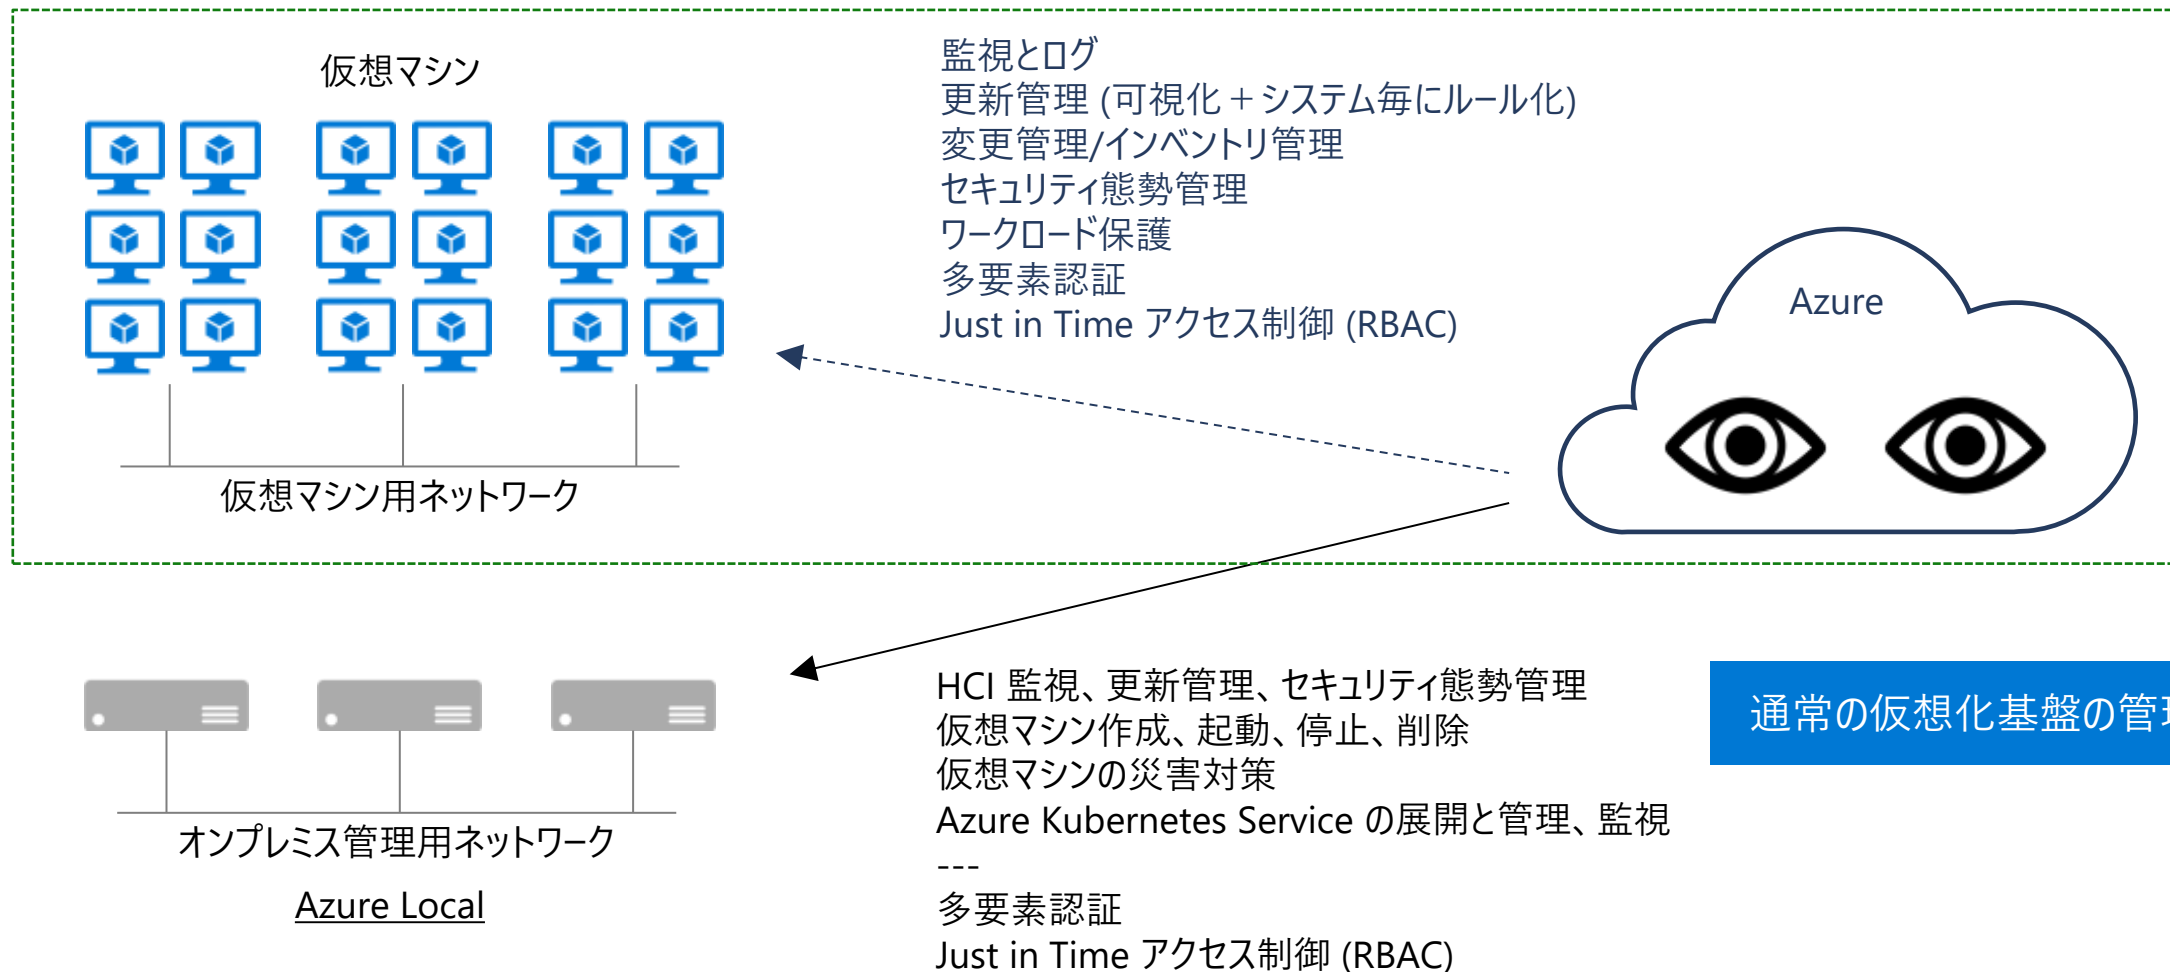 仮想マシン
監視とログ
更新管理 (可視化＋システム毎にルール化)
変更管理/インベントリ管理
セキュリティ態勢管理
ワークロード保護
多要素認証
Just in Time アクセス制御 (RBAC)
Azure
仮想マシン用ネットワーク
HCI 監視、更新管理、セキュリティ態勢管理
仮想マシン作成、起動、停止、削除
仮想マシンの災害対策
Azure Kubernetes Service の展開と管理、監視
---
多要素認証
Just in Time アクセス制御 (RBAC)
通常の仮想化基盤の管
オンプレミス管理用ネットワーク
Azure Local